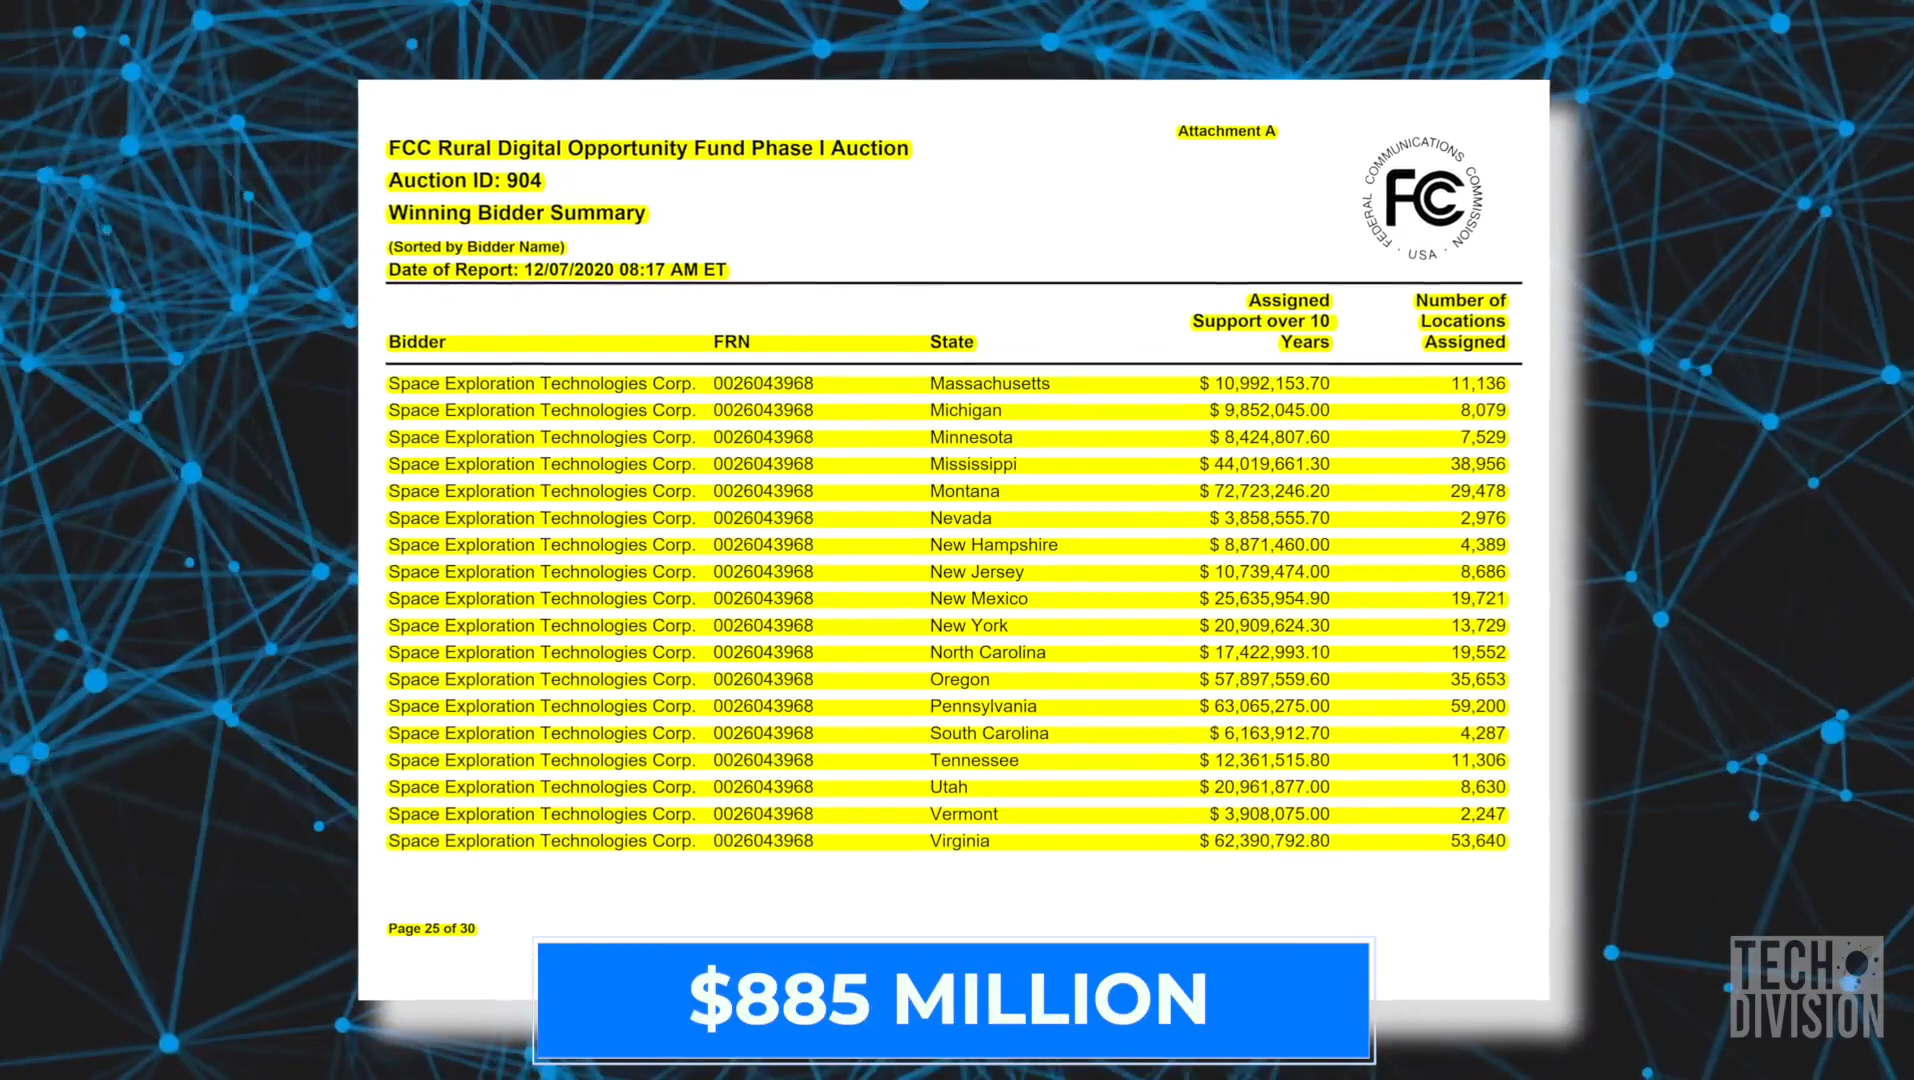 Attachment A
FCC Rural Digital Opportunity Fund Phase I Auction
Auction ID: 904
Winning Bidder Summary
(Sorted by Bidder Name)
Date of Report: 12/07/2020 08:17 AM ET
FEDERAL COMMUNICATIONS COMMISSION · USA ·
FCC
Bidder FRN State Assigned Support over 10 Years Number of Locations Assigned
Space Exploration Technologies Corp. 0026043968 Massachusetts $ 10,992,153.70 11,136
Space Exploration Technologies Corp. 0026043968 Michigan $ 9,852,045.00 8,079
Space Exploration Technologies Corp. 0026043968 Minnesota $ 8,424,807.60 7,529
Space Exploration Technologies Corp. 0026043968 Mississippi $ 44,019,661.30 38,956
Space Exploration Technologies Corp. 0026043968 Montana $ 72,723,246.20 29,478
Space Exploration Technologies Corp. 0026043968 Nevada $ 3,858,555.70 2,976
Space Exploration Technologies Corp. 0026043968 New Hampshire $ 8,871,460.00 4,389
Space Exploration Technologies Corp. 0026043968 New Jersey $ 10,739,474.00 8,686
Space Exploration Technologies Corp. 0026043968 New Mexico $ 25,635,954.90 19,721
Space Exploration Technologies Corp. 0026043968 New York $ 20,909,624.30 13,729
Space Exploration Technologies Corp. 0026043968 North Carolina $ 17,422,993.10 19,552
Space Exploration Technologies Corp. 0026043968 Oregon $ 57,897,559.60 35,653
Space Exploration Technologies Corp. 0026043968 Pennsylvania $ 63,065,275.00 59,200
Space Exploration Technologies Corp. 0026043968 South Carolina $ 6,163,912.70 4,287
Space Exploration Technologies Corp. 0026043968 Tennessee $ 12,361,515.80 11,306
Space Exploration Technologies Corp. 0026043968 Utah $ 20,961,877.00 8,630
Space Exploration Technologies Corp. 0026043968 Vermont $ 3,908,075.00 2,247
Space Exploration Technologies Corp. 0026043968 Virginia $ 62,390,792.80 53,640
Page 25 of 30
$885 MILLION
TECH
DIVISION